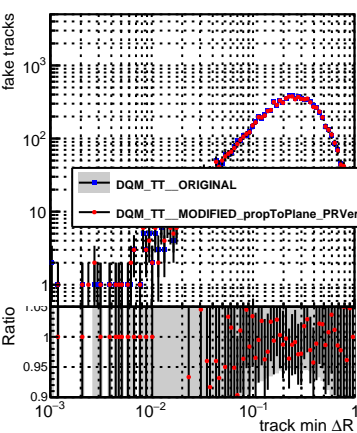 fake tracks
10³
10²
10
1
DQM_TT__ORIGINAL
DQM_TT__MODIFIED_propToPlane_PRVer
Ratio
1.05
1
0.95
0.9
10⁻³
10⁻²
10⁻¹
1
track min ΔR